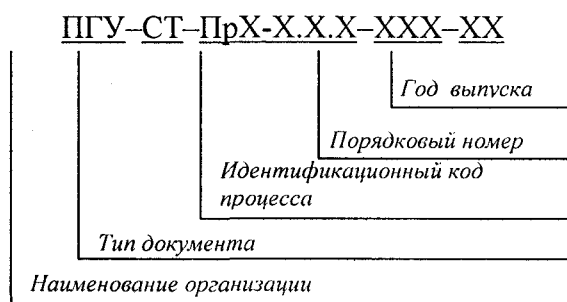 ПГУ–СТ–ПрХ-Х.Х.Х–ХХХ–ХХ
Год выпуска
Порядковый номер
Идентификационный код
процесса
Тип документа
Наименование организации